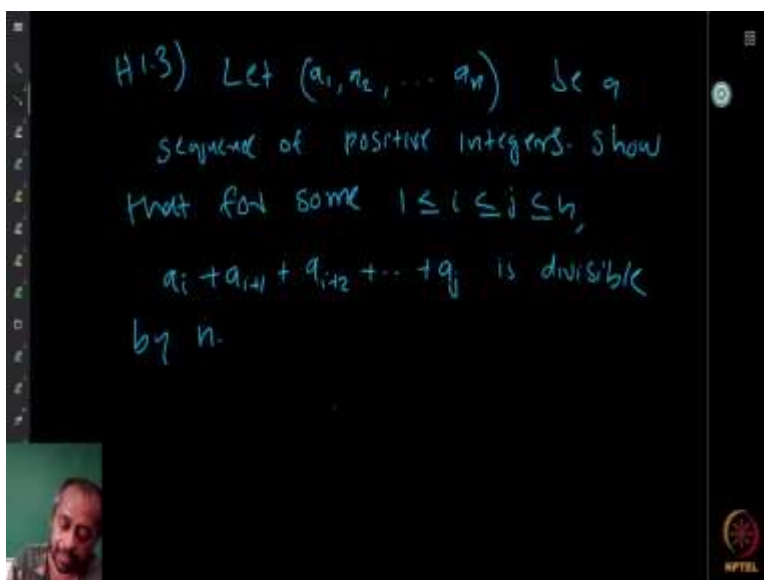 H1.3) Let (a₁, a₂, ... aₙ) be a
sequence of positive integers. Show
that for some 1 ≤ i ≤ j ≤ n,
aᵢ + aᵢ₊₁ + aᵢ₊₂ + ... + aⱼ is divisible
by n.
NPTEL